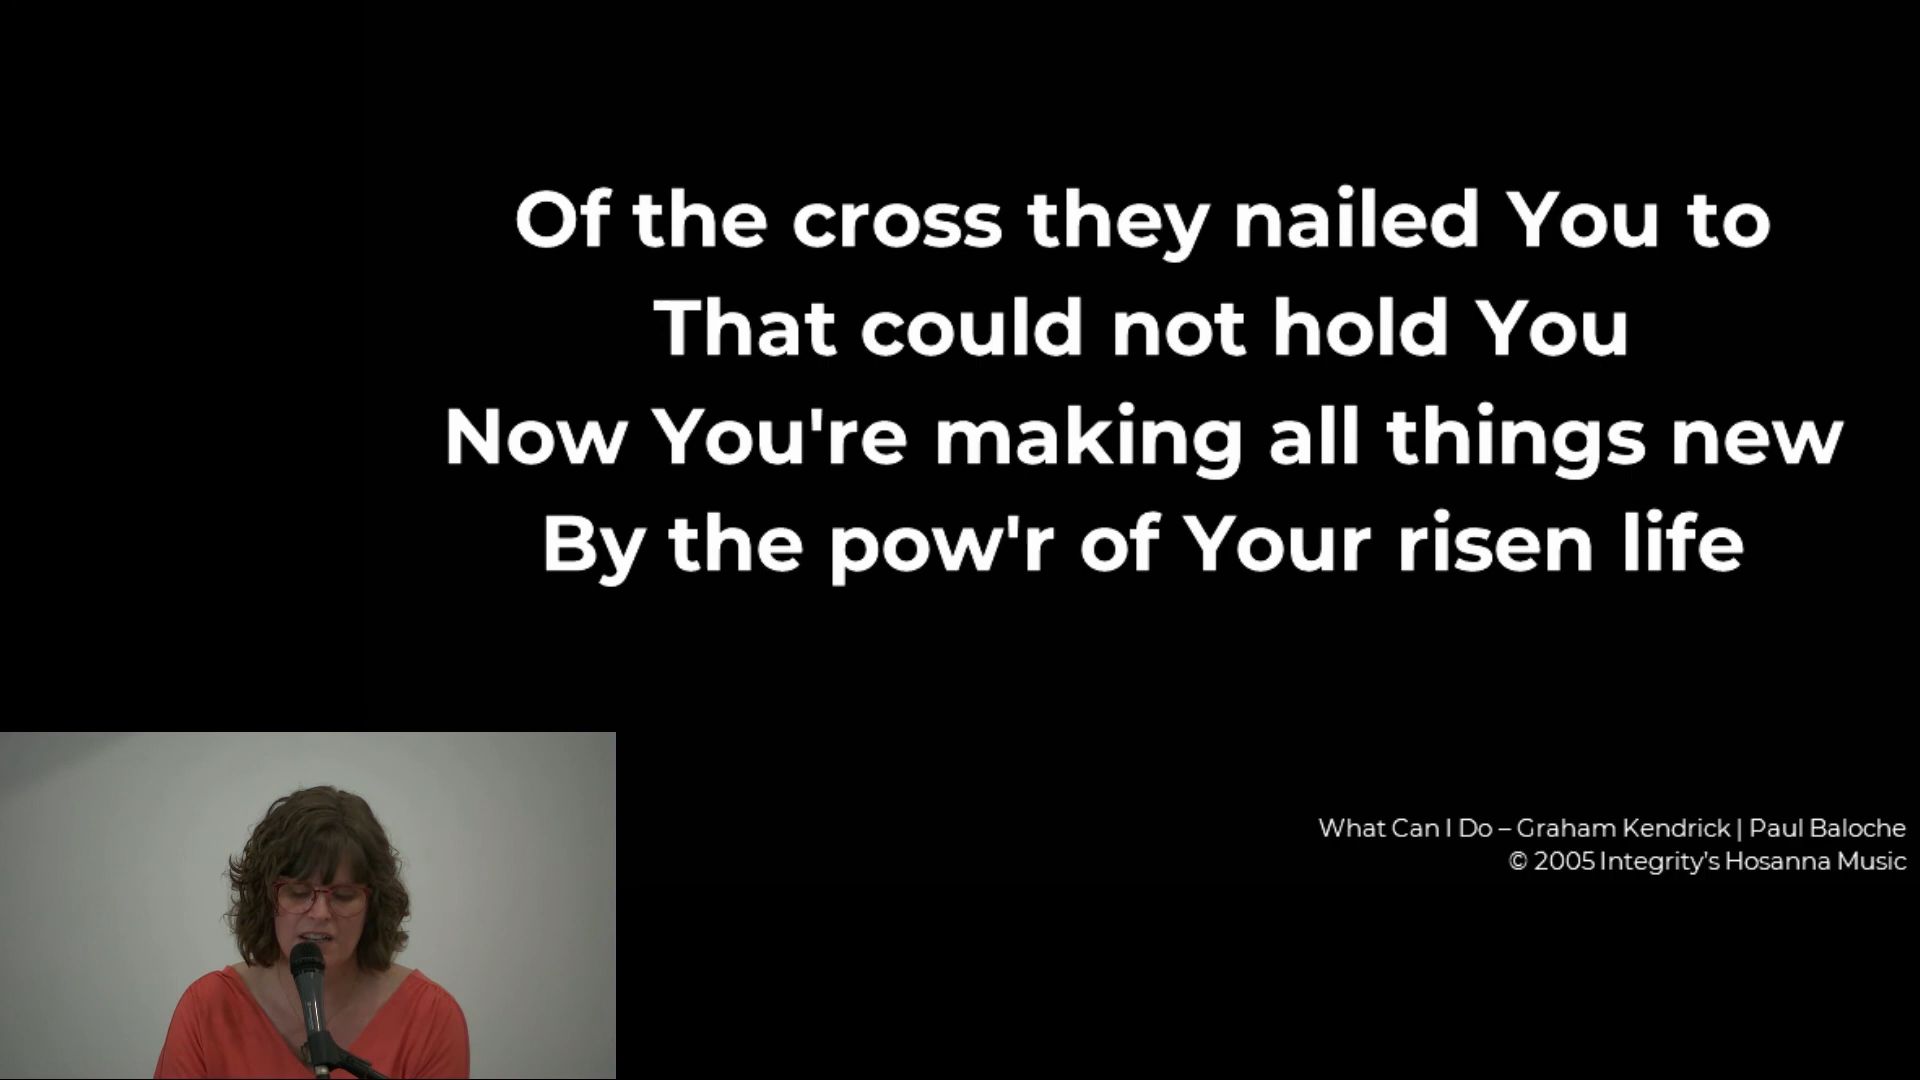 Of the cross they nailed You to
That could not hold You
Now You're making all things new
By the pow'r of Your risen life
What Can I Do – Graham Kendrick | Paul Baloche
© 2005 Integrity's Hosanna Music